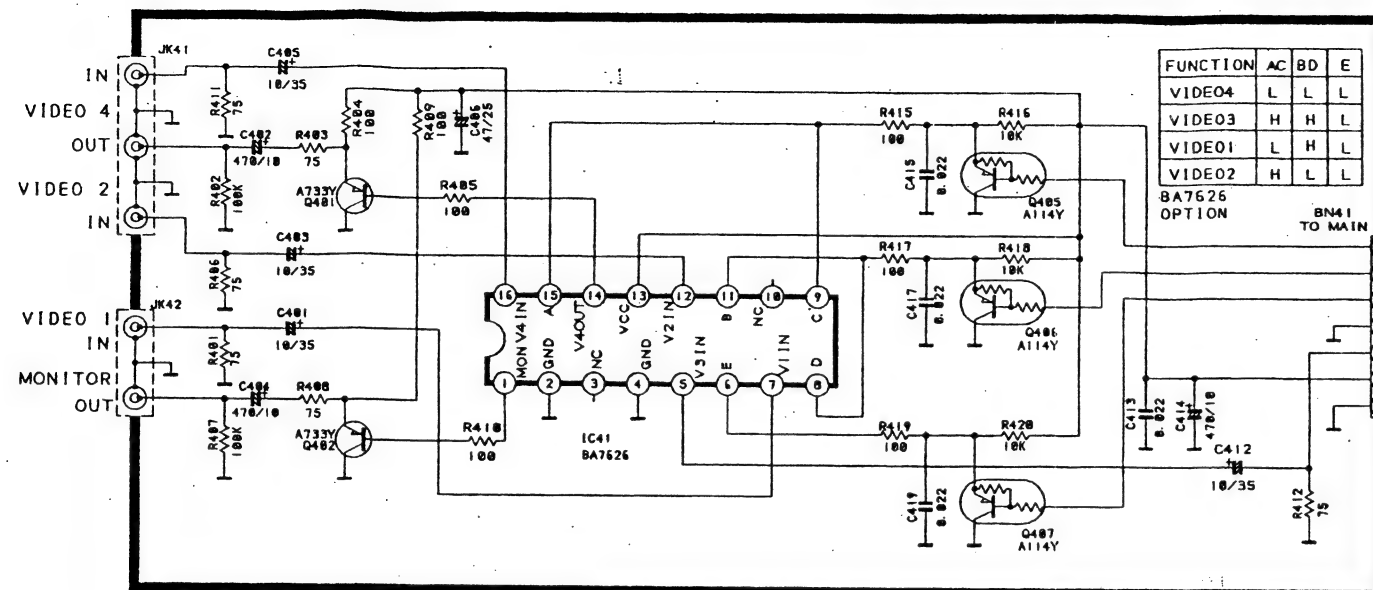 JK41
IN
VIDEO 4
OUT
VIDEO 2
IN
JK42
VIDEO 1
IN
MONITOR
OUT
C405
10/35
R411
75
C402
470/10
R403
75
R402
100K
R404
100
R409
100
C406
47/25
A733Y
Q401
R405
100
C403
10/35
R406
75
C401
10/35
R401
75
C404
470/10
R408
75
R407
100K
A733Y
Q402
R410
100
16 15 14 13 12 11 10 9
V4IN A V4OUT VCC V2IN B NC C
MON GND NC GND V3IN E V1IN D
1 2 3 4 5 6 7 8
IC41
BA7626
R415
100
R416
10K
C415
0.022
Q405
A114Y
R417
100
R418
10K
C417
0.022
Q406
A114Y
R419
100
R420
10K
C419
0.022
Q407
A114Y
FUNCTION AC BD E
VIDEO4 L L L
VIDEO3 H H L
VIDEO1 L H L
VIDEO2 H L L
BA7626
OPTION
BN41
TO MAIN
C413
0.022
C414
470/10
C412
10/35
R412
75